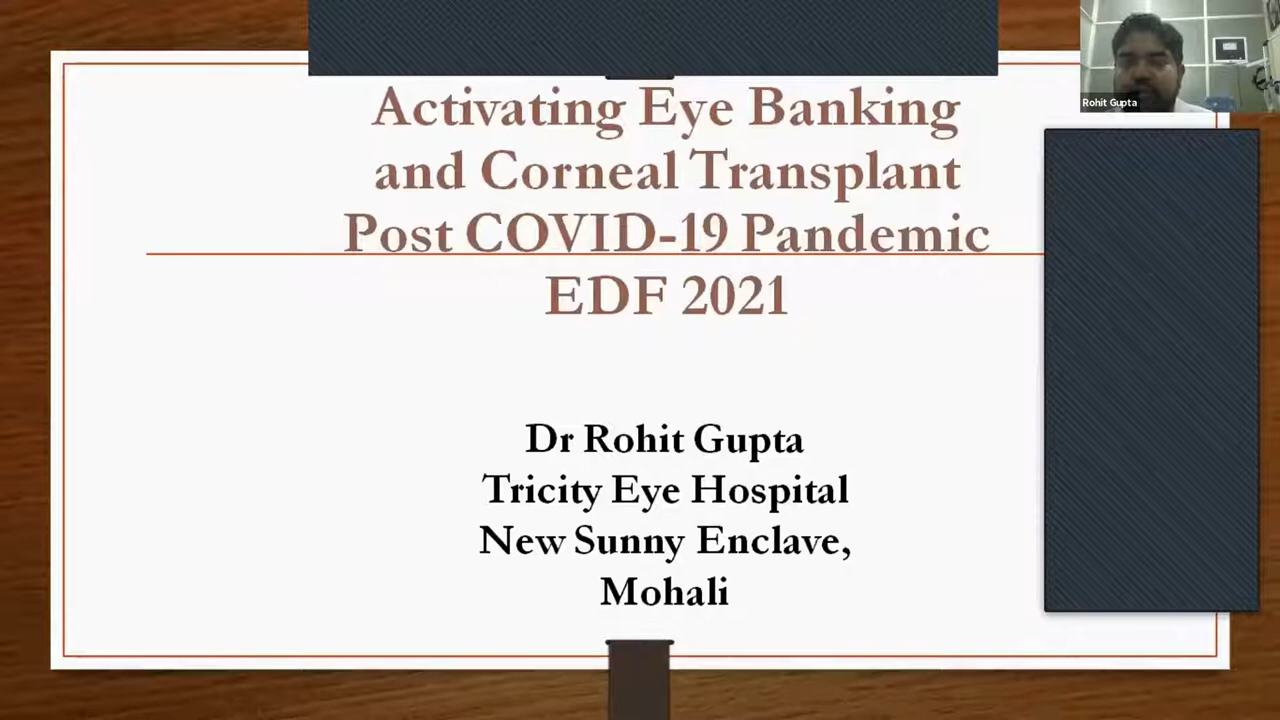 Activating Eye Banking
and Corneal Transplant
Post COVID-19 Pandemic
EDF 2021
Dr Rohit Gupta
Tricity Eye Hospital
New Sunny Enclave,
Mohali
Rohit Gupta